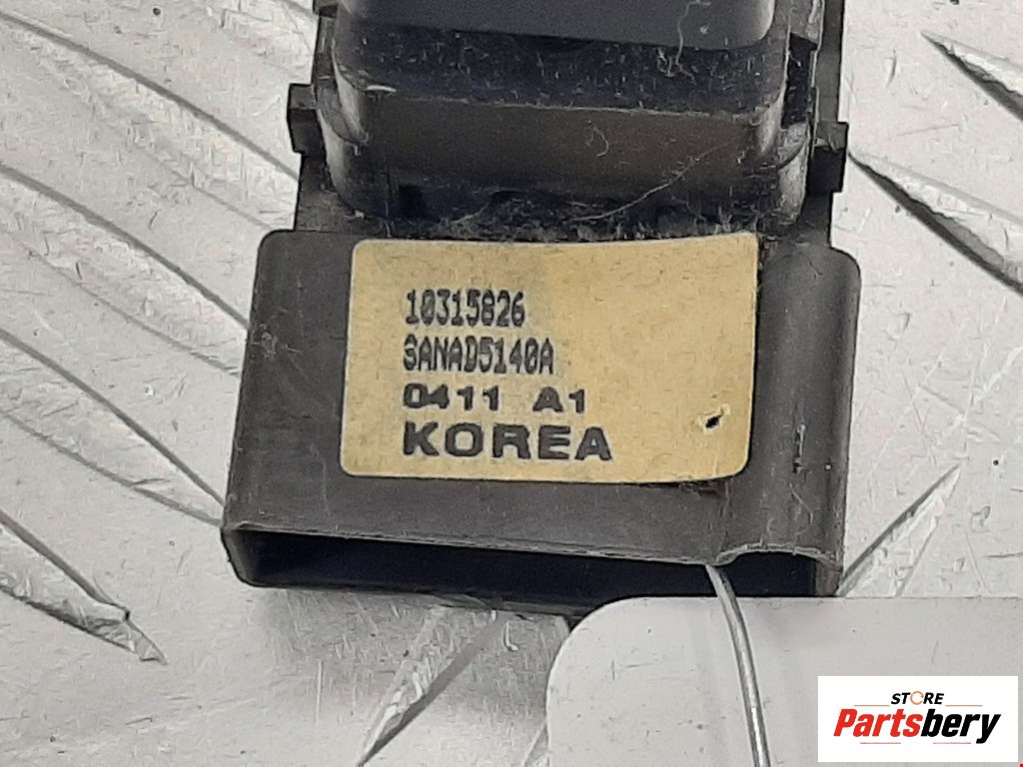 10315826
SANAD5140A
0411 A1
KOREA
STORE
Partsbery